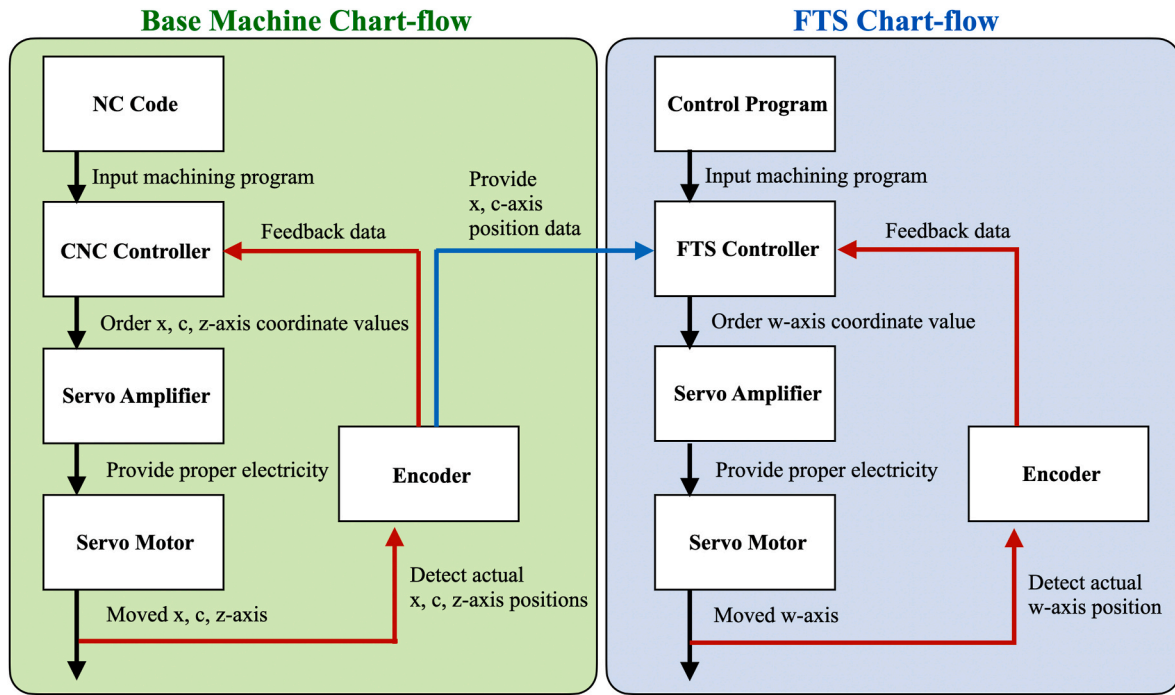 Base Machine Chart-flow
NC Code
Input machining program
CNC Controller
Feedback data
Order x, c, z-axis coordinate values
Servo Amplifier
Provide proper electricity
Encoder
Servo Motor
Detect actual
x, c, z-axis positions
Moved x, c, z-axis
Provide
x, c-axis
position data
FTS Chart-flow
Control Program
Input machining program
FTS Controller
Feedback data
Order w-axis coordinate value
Servo Amplifier
Provide proper electricity
Encoder
Servo Motor
Detect actual
w-axis position
Moved w-axis